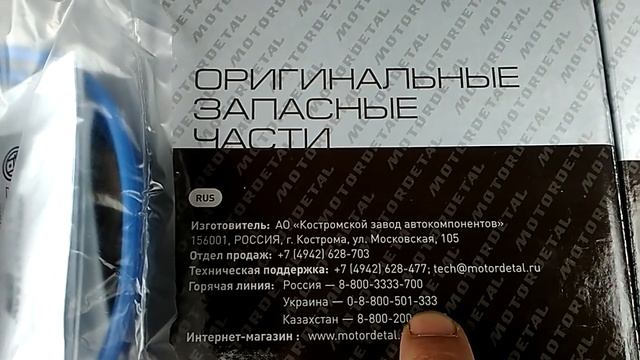 ОРИГИНАЛЬНЫЕ
ЗАПАСНЫЕ
ЧАСТИ
MOTORDETAL
RUS
Изготовитель: АО «Костромской завод автокомпонентов»
156001, РОССИЯ, г. Кострома, ул. Московская, 105
Отдел продаж: +7 (4942) 628-703
Техническая поддержка: +7 (4942) 628-477; tech@motordetal.ru
Горячая линия: Россия – 8-800-3333-700
Украина – 0-8-800-501-333
Казахстан – 8-800-200
Интернет-магазин : www.motordetal.